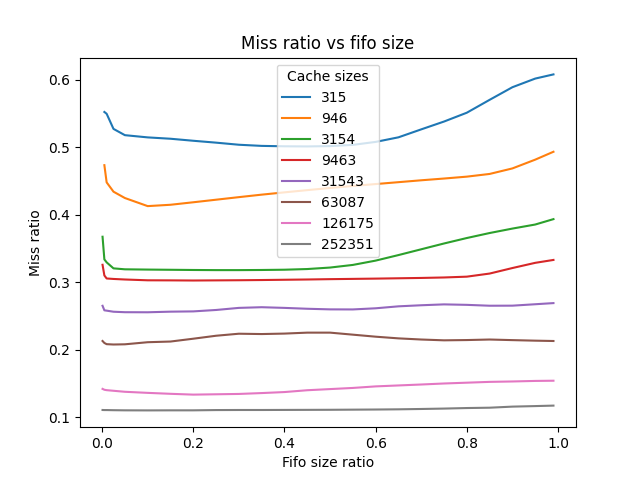 Miss ratio vs fifo size
Cache sizes
315
946
3154
9463
31543
63087
126175
252351
Miss ratio
0.6
0.5
0.4
0.3
0.2
0.1
0.0 0.2 0.4 0.6 0.8 1.0
Fifo size ratio